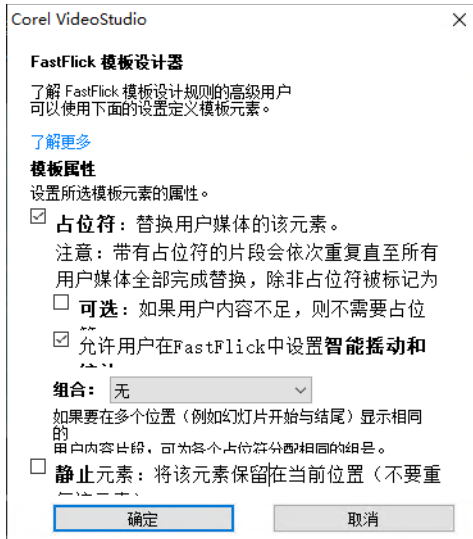 Corel VideoStudio
FastFlick 模板设计器
了解 FastFlick 模板设计规则的高级用户
可以使用下面的设置定义模板元素。
了解更多
模板属性
设置所选模板元素的属性。
占位符：替换用户媒体的该元素。
注意：带有占位符的片段会依次重复直至所有
用户媒体全部完成替换，除非占位符被标记为
可选：如果用户内容不足，则不需要占位
允许用户在FastFlick中设置智能摇动和
组合： 无
如果要在多个位置（例如幻灯片开始与结尾）显示相同
的
用户内容片段，可为各个占位符分配相同的组号。
静止元素：将该元素保留在当前位置（不要重
确定 取消